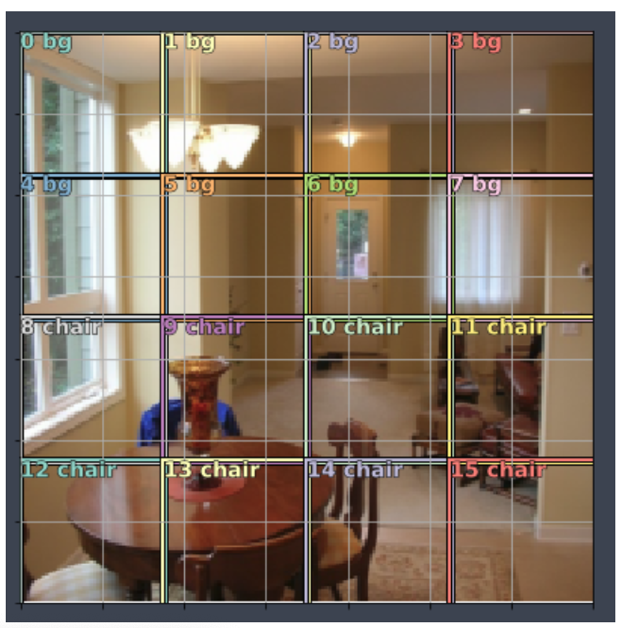 0 bg 1 bg 2 bg 3 bg
4 bg 5 bg 6 bg 7 bg
8 chair 9 chair 10 chair 11 chair
12 chair 13 chair 14 chair 15 chair